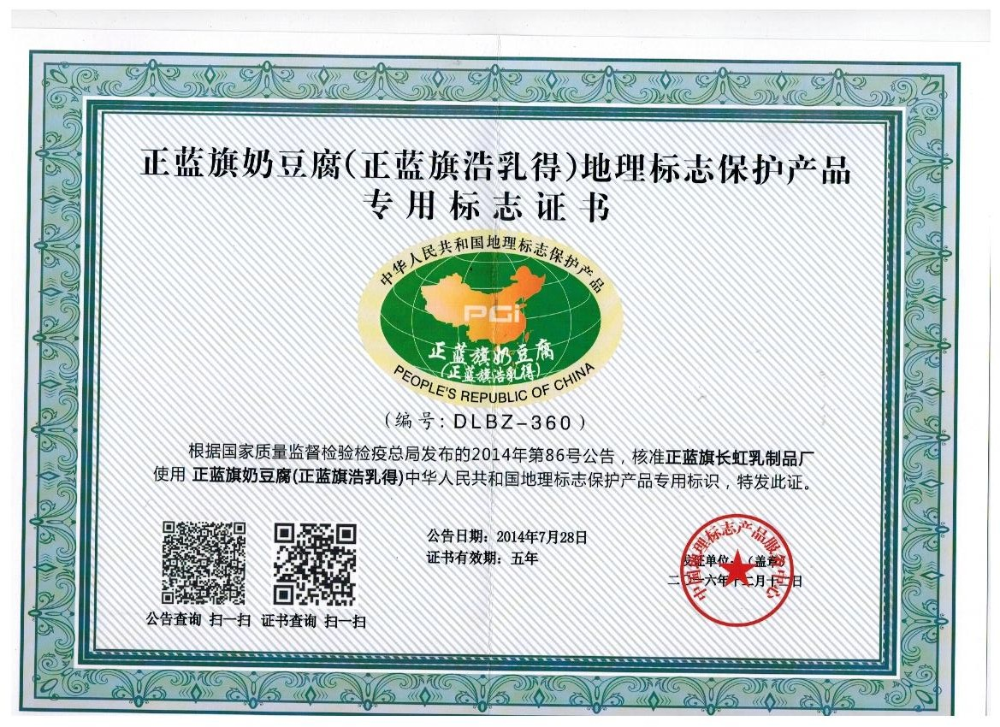 正蓝旗奶豆腐(正蓝旗浩乳得)地理标志保护产品
专用标志证书
中华人民共和国地理标志保护产品
PGi
正蓝旗奶豆腐
(正蓝旗浩乳得)
PEOPLE'S REPUBLIC OF CHINA
(编号:DLBZ-360)
根据国家质量监督检验检疫总局发布的2014年第86号公告，核准正蓝旗长虹乳制品厂
使用 正蓝旗奶豆腐(正蓝旗浩乳得)中华人民共和国地理标志保护产品专用标识，特发此证。
公告日期：2014年7月28日
证书有效期：五年
公告查询 扫一扫 证书查询 扫一扫
中国地理标志产品服务中心
发证单位：（盖章）
二〇一六年十二月十
日